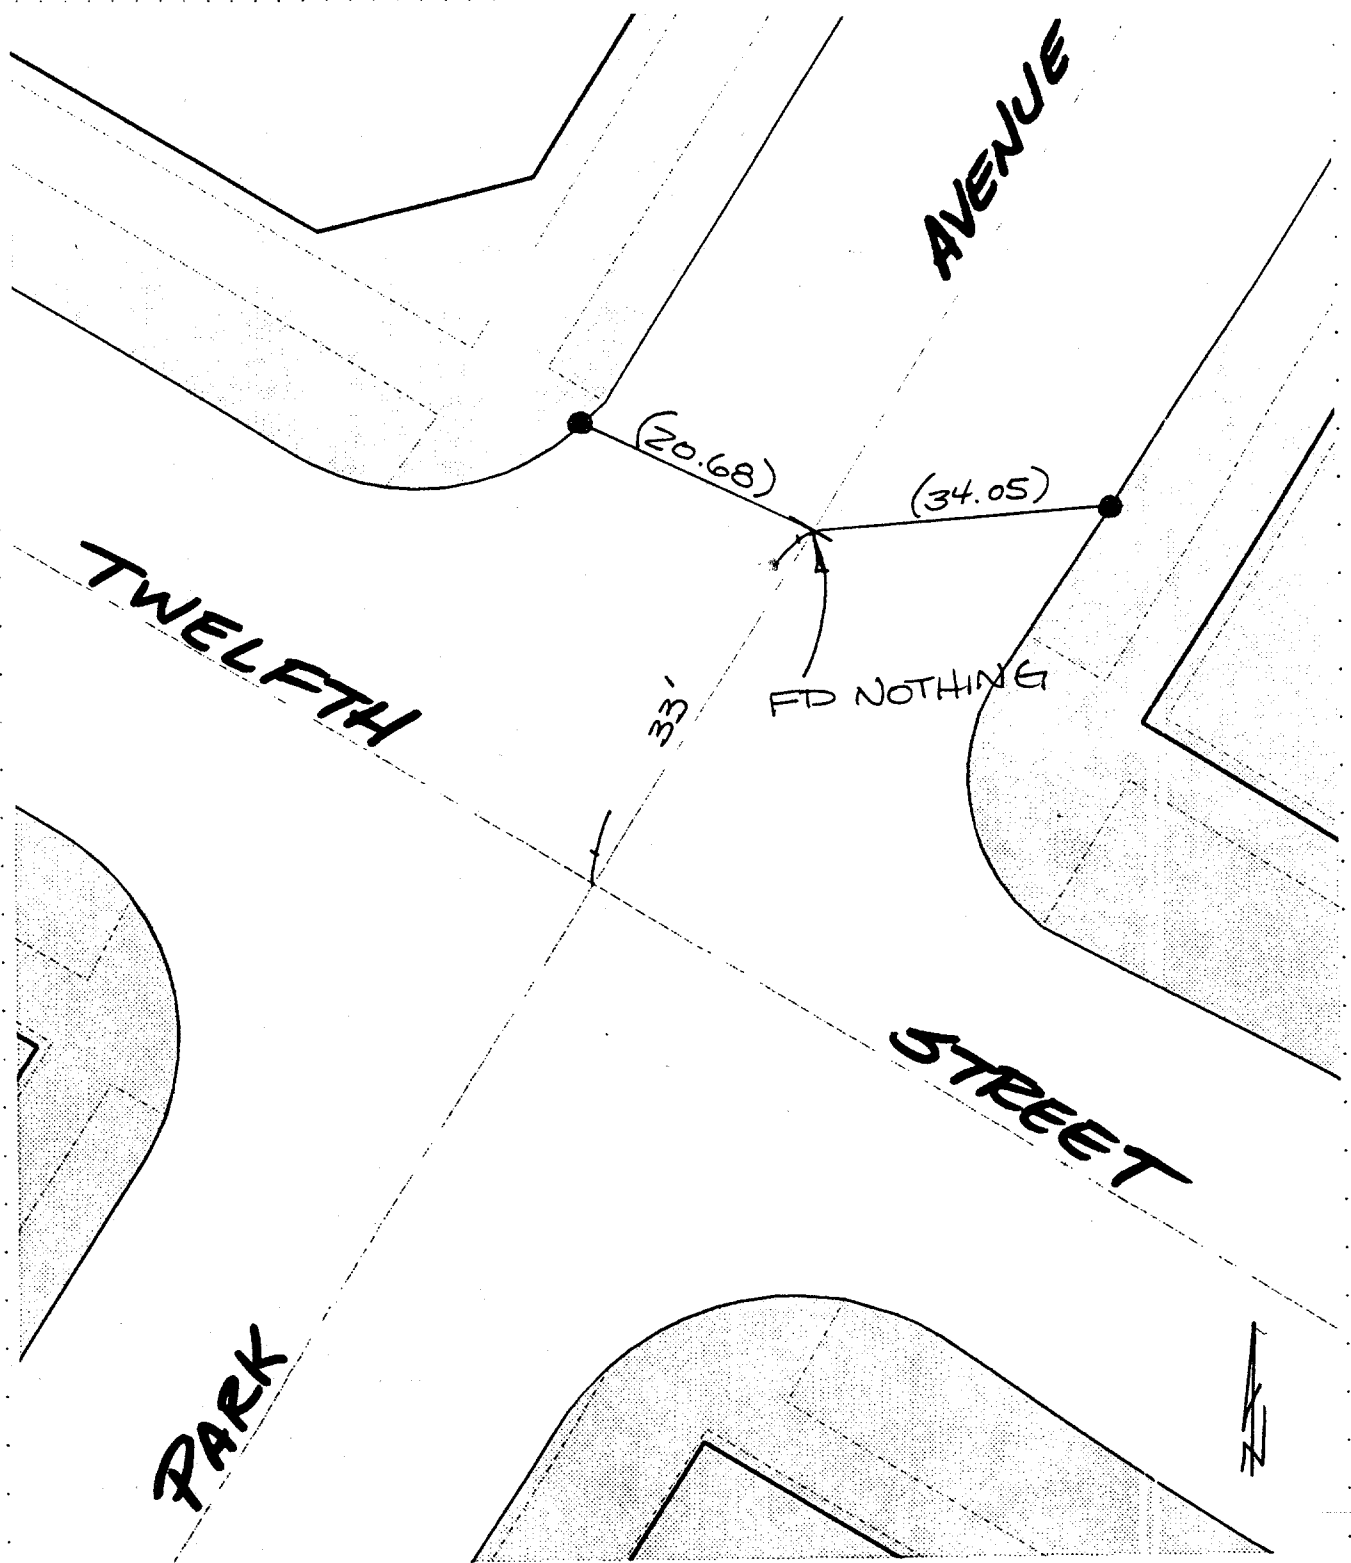 AVENUE
(20.68)
(34.05)
TWELFTH
FD NOTHING
33'
STREET
PARK
N